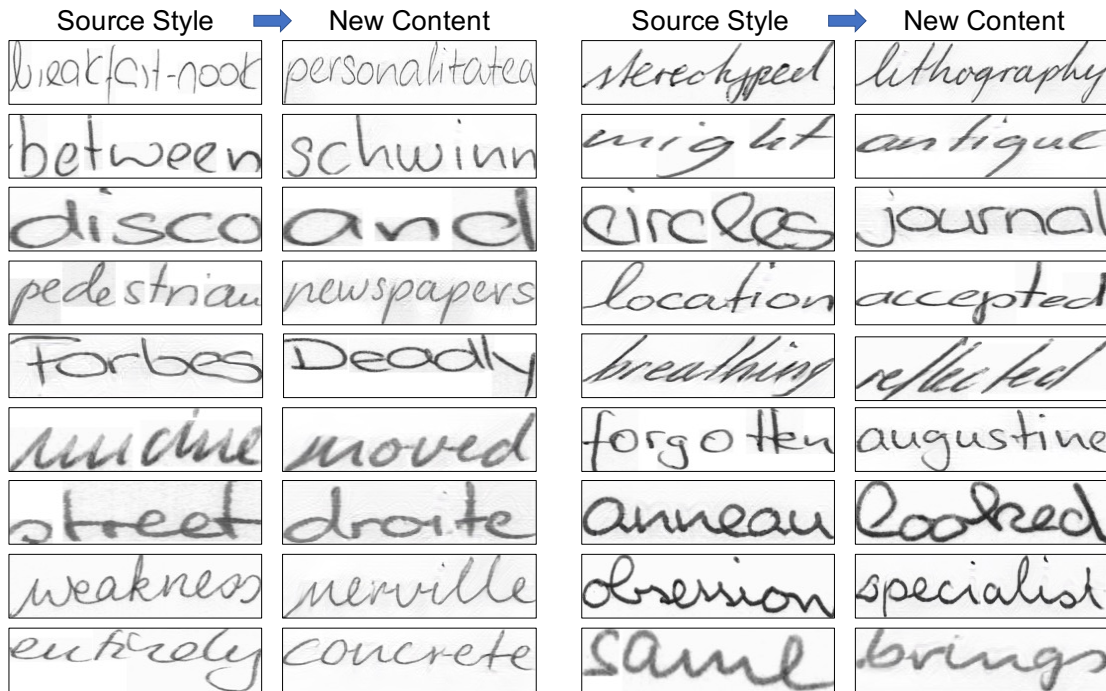 Source Style New Content Source Style New Content
breakfast-nook personalitatea stereotyped lithography
between schwinn might antique
disco and circles journal
pedestrian newspapers location accepted
Forbes Deadly breathing reflected
moved forgotten augustine
street droite anneau looked
weakness merville obsession specialist
entirely concrete same brings